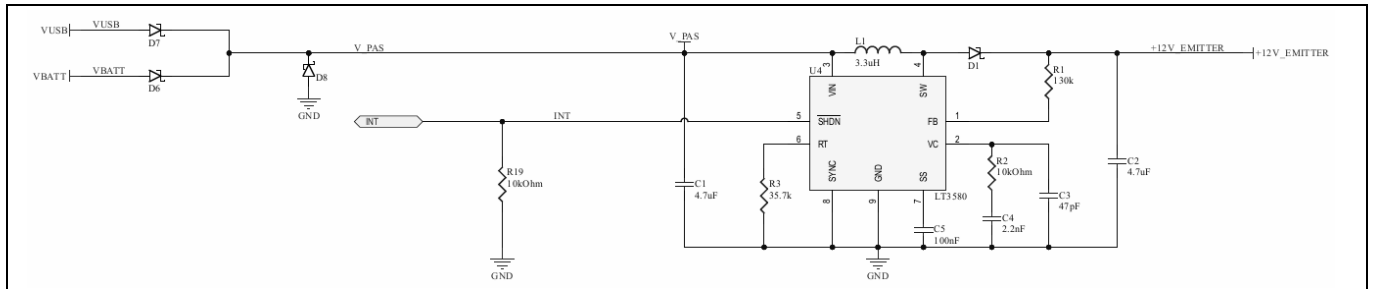 VUSB
VUSB
D7
VBATT
VBATT
D6
V_PAS
D8
GND
V_PAS
L1
3.3uH
D1
+12V_EMITTER
+12V_EMITTER
R1
130k
U4
3
VIN
4
SW
INT
INT
5
SHDN
FB
1
6
RT
VC
2
R19
10kOhm
C1
4.7uF
R3
35.7k
SYNC
GND
SS
LT3580
8
9
7
R2
10kOhm
C3
47pF
C2
4.7uF
C4
2.2nF
C5
100nF
GND
GND